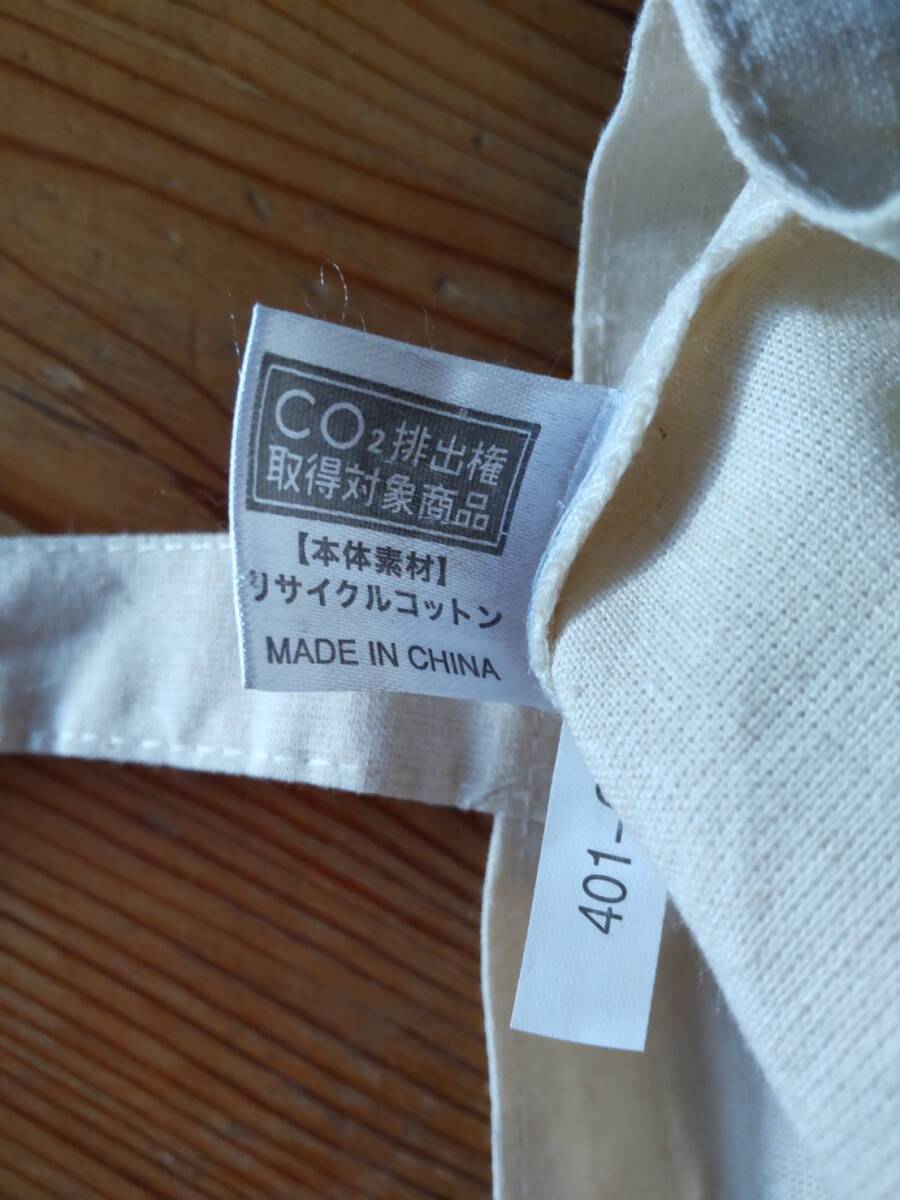 CO₂排出権
取得対象商品
【本体素材】
リサイクルコットン
MADE IN CHINA
401-